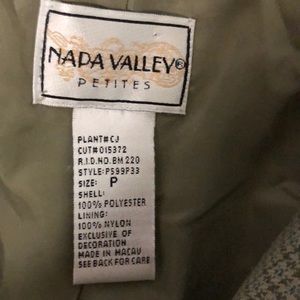 NAPA VALLEY®
PETITES
PLANT# CJ
CUT# 015372
R.I.D.NO. BM 220
STYLE: PS99P33
SIZE: P
SHELL:
100% POLYESTER
LINING:
100% NYLON
EXCLUSIVE OF
DECORATION
MADE IN MACAU
SEE BACK FOR CARE